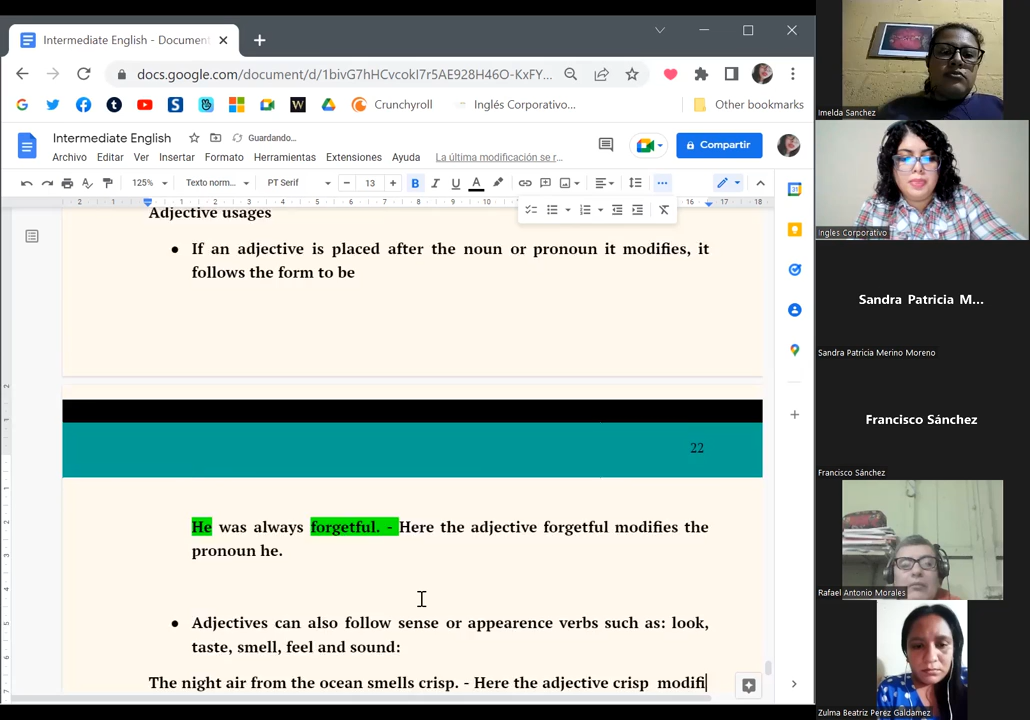 Intermediate English - Document
docs.google.com/document/d/1bivG7hHCvcokI7r5AE928H46O-KxFY...
Crunchyroll
Inglés Corporativo...
Other bookmarks
Intermediate English
Guardando...
Archivo Editar Ver Insertar Formato Herramientas Extensiones Ayuda La última modificación se r...
Compartir
125% Texto norm... PT Serif 13
Adjective usages
● If an adjective is placed after the noun or pronoun it modifies, it
follows the form to be
22
He was always forgetful. - Here the adjective forgetful modifies the
pronoun he.
● Adjectives can also follow sense or appearence verbs such as: look,
taste, smell, feel and sound:
The night air from the ocean smells crisp. - Here the adjective crisp modifi
Imelda Sanchez
Ingles Corporativo
Sandra Patricia M...
Sandra Patricia Merino Moreno
Francisco Sánchez
Francisco Sánchez
Rafael Antonio Morales
Zulma Beatriz Perez Galdamez